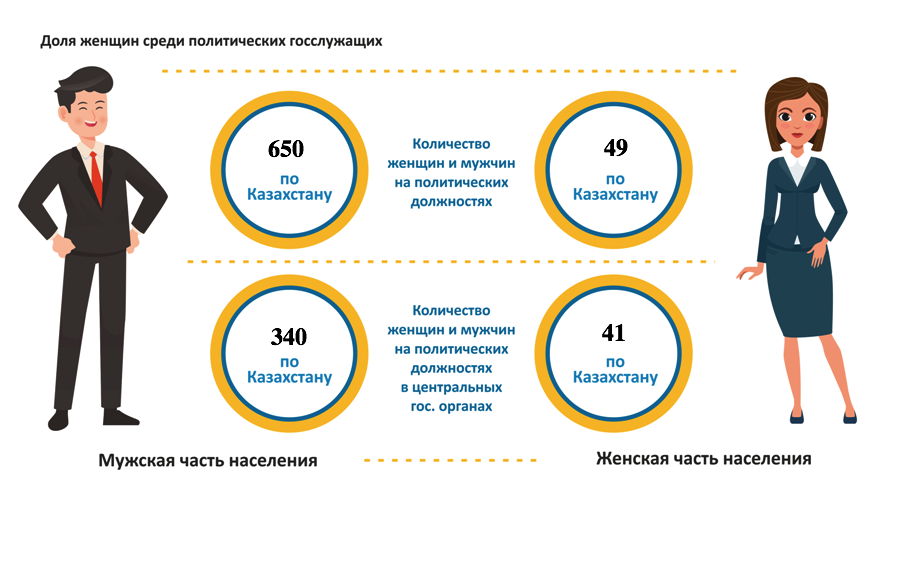 Доля женщин среди политических госслужащих
650
по
Казахстану
Количество
женщин и мужчин
на политических
должностях
49
по
Казахстану
340
по
Казахстану
Количество
женщин и мужчин
на политических
должностях
в центральных
гос. органах
41
по
Казахстану
Мужская часть населения
Женская часть населения